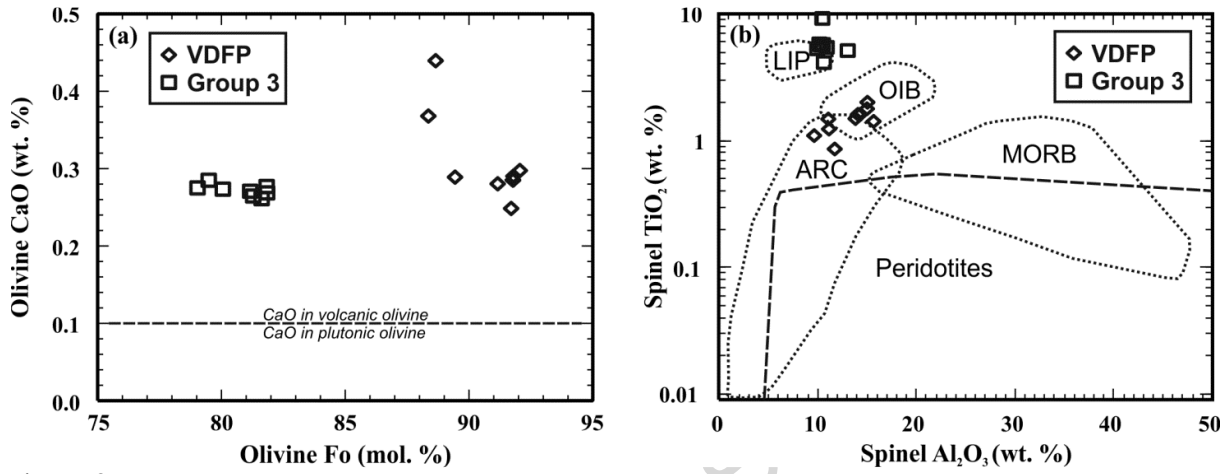 (a)
VDFP
Group 3
Olivine CaO (wt. %)
0.5
0.4
0.3
0.2
0.1
0.0
CaO in volcanic olivine
CaO in plutonic olivine
75 80 85 90 95
Olivine Fo (mol. %)
(b)
VDFP
Group 3
LIP
OIB
ARC
MORB
Peridotites
Spinel TiO₂ (wt. %)
10
1
0.1
0.01
0 10 20 30 40 50
Spinel Al₂O₃ (wt. %)